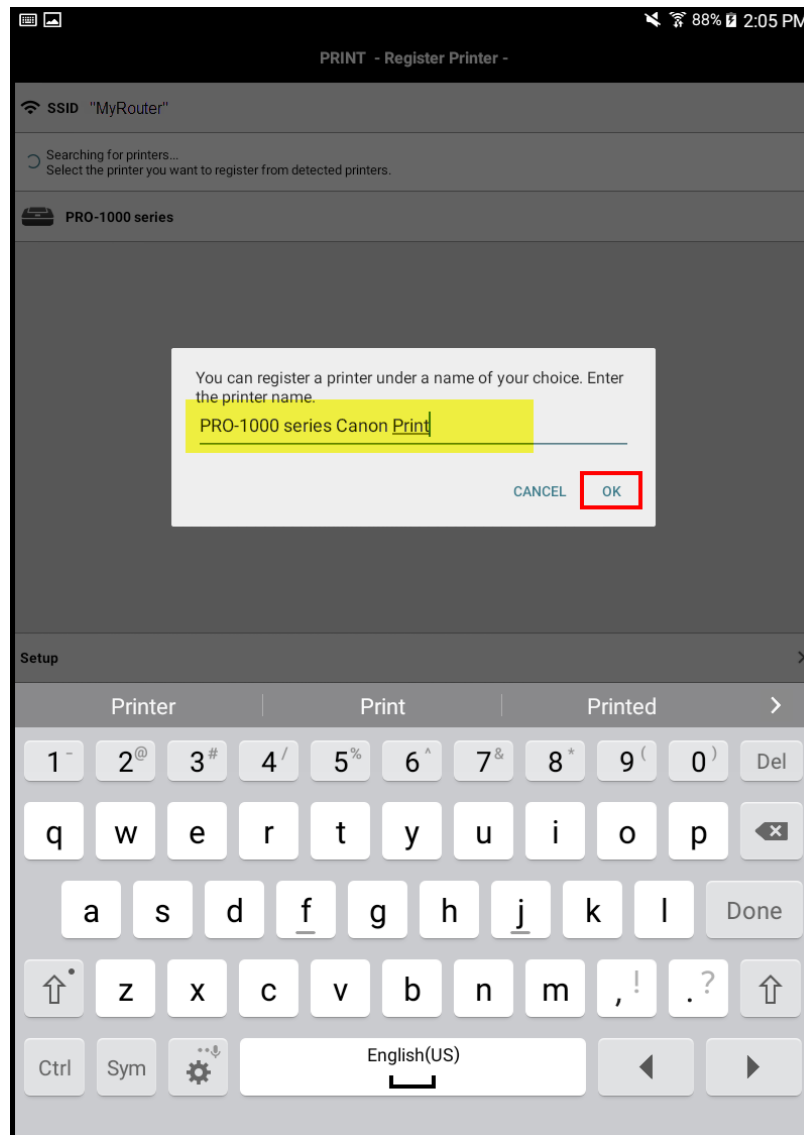 88% 2:05 PM
PRINT - Register Printer -
SSID "MyRouter"
Searching for printers...
Select the printer you want to register from detected printers.
PRO-1000 series
You can register a printer under a name of your choice. Enter
the printer name.
PRO-1000 series Canon Print
CANCEL OK
Setup
Printer Print Printed
1 - 2 @ 3 # 4 / 5 % 6 ^ 7 & 8 * 9 ( 0 ) Del
q w e r t y u i o p
a s d f g h j k l Done
z x c v b n m , ! . ?
Ctrl Sym English(US)